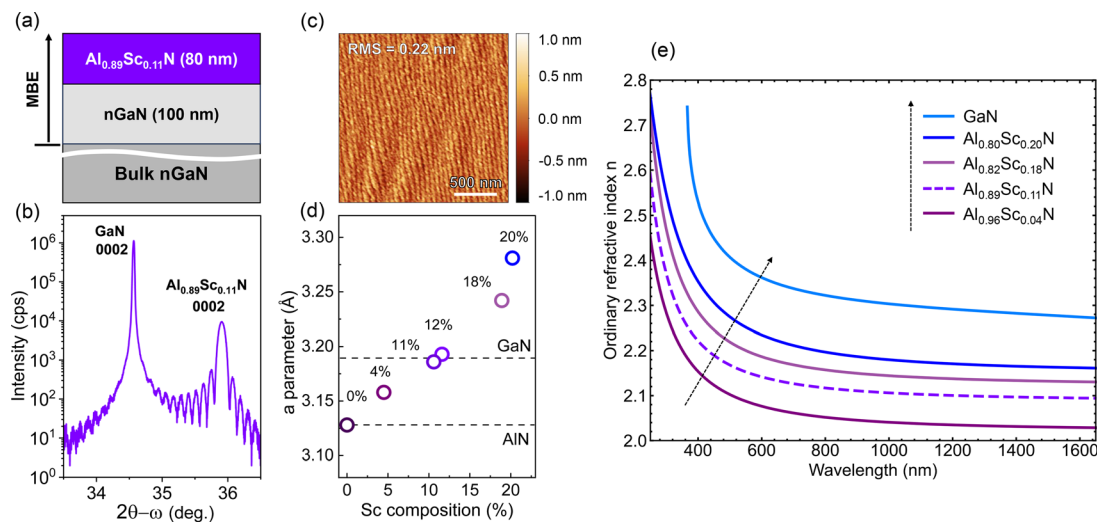 (a)
MBE
Al0.89Sc0.11N (80 nm)
nGaN (100 nm)
Bulk nGaN
(b)
GaN
0002
Al0.89Sc0.11N
0002
Intensity (cps)
10^6
10^5
10^4
10^3
10^2
10^1
10^0
34
35
36
2θ−ω (deg.)
(c)
RMS = 0.22 nm
500 nm
1.0 nm
0.5 nm
0.0 nm
-0.5 nm
-1.0 nm
(d)
a parameter (Å)
3.30
3.25
3.20
3.15
3.10
20%
18%
12%
11%
4%
0%
GaN
AlN
0
5
10
15
20
Sc composition (%)
(e)
Ordinary refractive index n
2.8
2.7
2.6
2.5
2.4
2.3
2.2
2.1
2.0
GaN
Al0.80Sc0.20N
Al0.82Sc0.18N
Al0.89Sc0.11N
Al0.96Sc0.04N
400
600
800
1000
1200
1400
1600
Wavelength (nm)